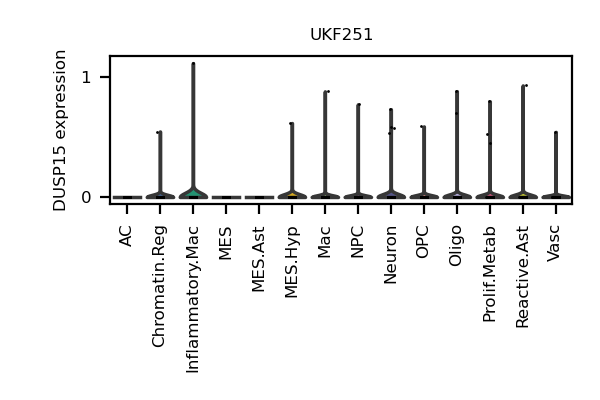 UKF251
DUSP15 expression
1
0
AC
Chromatin.Reg
Inflammatory.Mac
MES
MES.Ast
MES.Hyp
Mac
NPC
Neuron
OPC
Oligo
Prolif.Metab
Reactive.Ast
Vasc